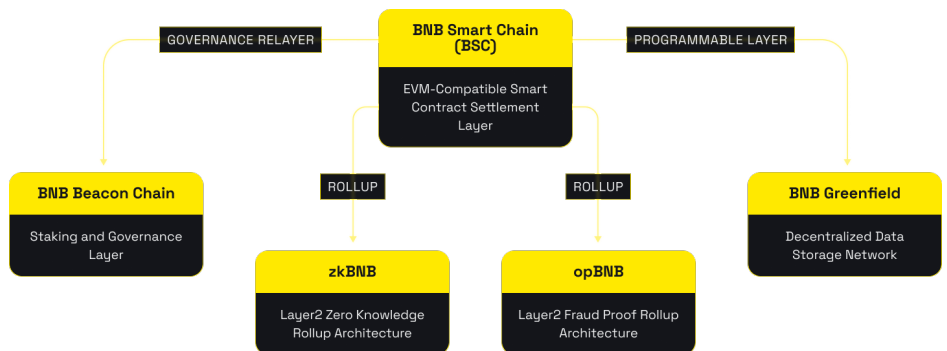 GOVERNANCE RELAYER
BNB Smart Chain
(BSC)
PROGRAMMABLE LAYER
EVM-Compatible Smart
Contract Settlement
Layer
ROLLUP
ROLLUP
BNB Beacon Chain
Staking and Governance
Layer
BNB Greenfield
Decentralized Data
Storage Network
zkBNB
Layer2 Zero Knowledge
Rollup Architecture
opBNB
Layer2 Fraud Proof Rollup
Architecture